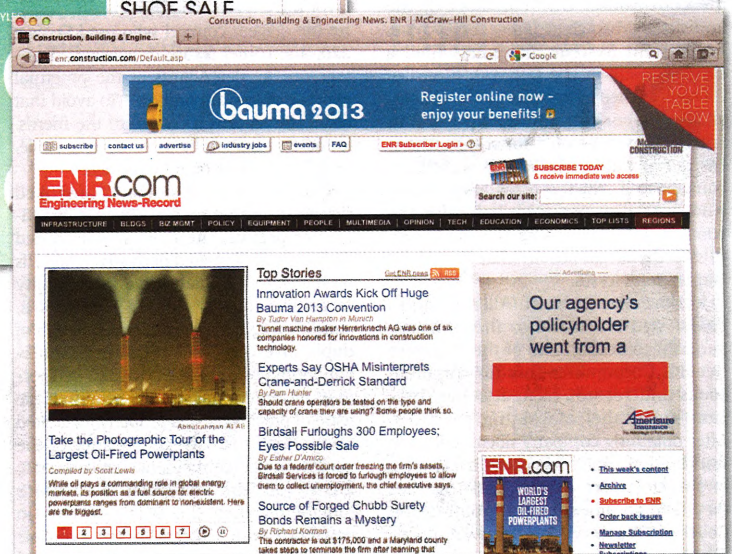 YLES
SHOE SALE
Construction, Building & Engineering News: ENR | McGraw-Hill Construction
Construction, Building & Engine...
enr.construction.com/Default.asp
Google
bauma 2013
Register online now –
enjoy your benefits!
RESERVE
YOUR
TABLE
NOW
subscribe
contact us
advertise
industry jobs
events
FAQ
ENR Subscriber Login »
CONSTRUCTION
SUBSCRIBE TODAY
& receive immediate web access
ENR.com
Engineering News-Record
Search our site:
INFRASTRUCTURE | BLDGS | BIZ MGMT | POLICY | EQUIPMENT | PEOPLE | MULTIMEDIA | OPINION | TECH | EDUCATION | ECONOMICS | TOP LISTS | REGIONS
Abdulrahman Al Ali
Take the Photographic Tour of the
Largest Oil-Fired Powerplants
Compiled by Scott Lewis
While oil plays a commanding role in global energy
markets, its position as a fuel source for electric
powerplants ranges from dominant to non-existent. Here
are the biggest.
1 2 3 4 5 6 7
Top Stories
Get ENR news
RSS
Innovation Awards Kick Off Huge
Bauma 2013 Convention
By Tudor Van Hampton in Munich
Tunnel machine maker Herrenknecht AG was one of six
companies honored for innovations in construction
technology.
Experts Say OSHA Misinterprets
Crane-and-Derrick Standard
By Pam Hunter
Should crane operators be tested on the type and
capacity of crane they are using? Some people think so.
Birdsall Furloughs 300 Employees;
Eyes Possible Sale
By Esther D'Amico
Due to a federal court order freezing the firm's assets,
Birdsall Services is forced to furlough employees to allow
them to collect unemployment, the chief executive says.
Source of Forged Chubb Surety
Bonds Remains a Mystery
By Richard Korman
The contractor is out $175,000 and a Maryland county
takes steps to terminate the firm after learning that
Advertising
Our agency's
policyholder
went from a
Amerisure
Insurance
ENR.com
WORLD'S
LARGEST
OIL-FIRED
POWERPLANTS
This week's content
Archive
Subscribe to ENR
Order back issues
Manage Subscription
Newsletter
Subscriptions